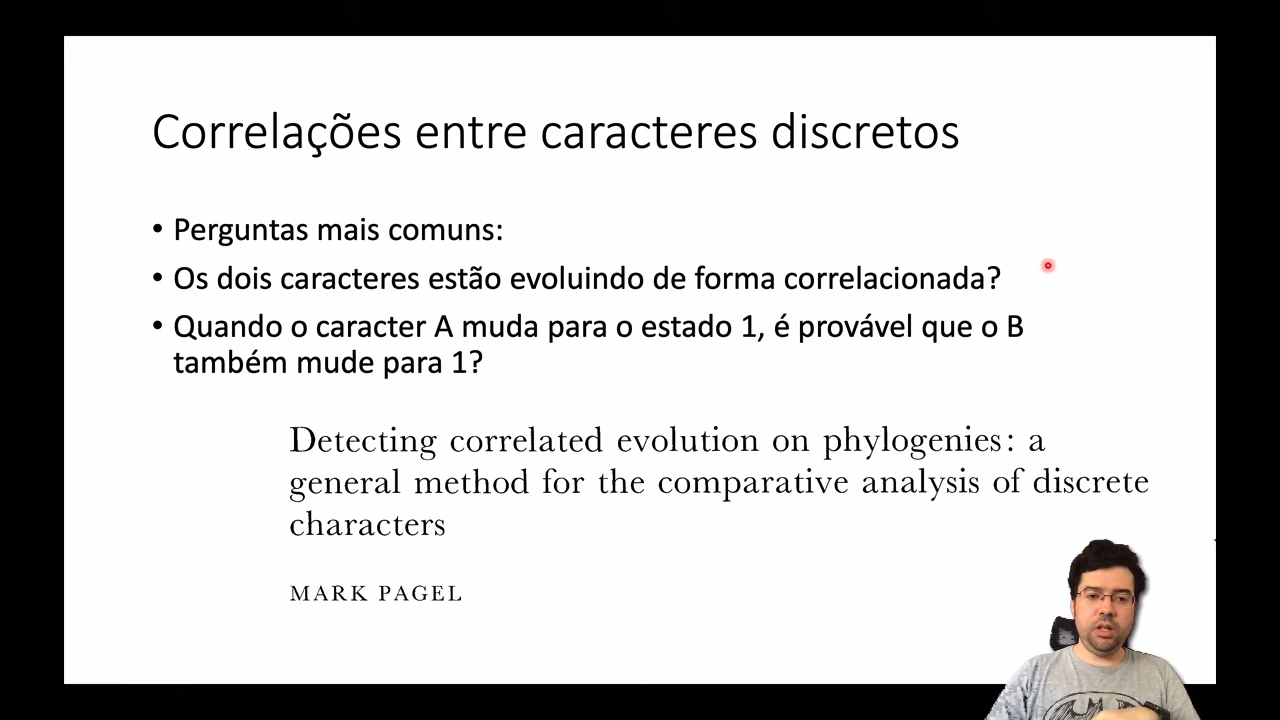 Correlações entre caracteres discretos
• Perguntas mais comuns:
• Os dois caracteres estão evoluindo de forma correlacionada?
• Quando o caracter A muda para o estado 1, é provável que o B
também mude para 1?
Detecting correlated evolution on phylogenies: a
general method for the comparative analysis of discrete
characters
MARK PAGEL